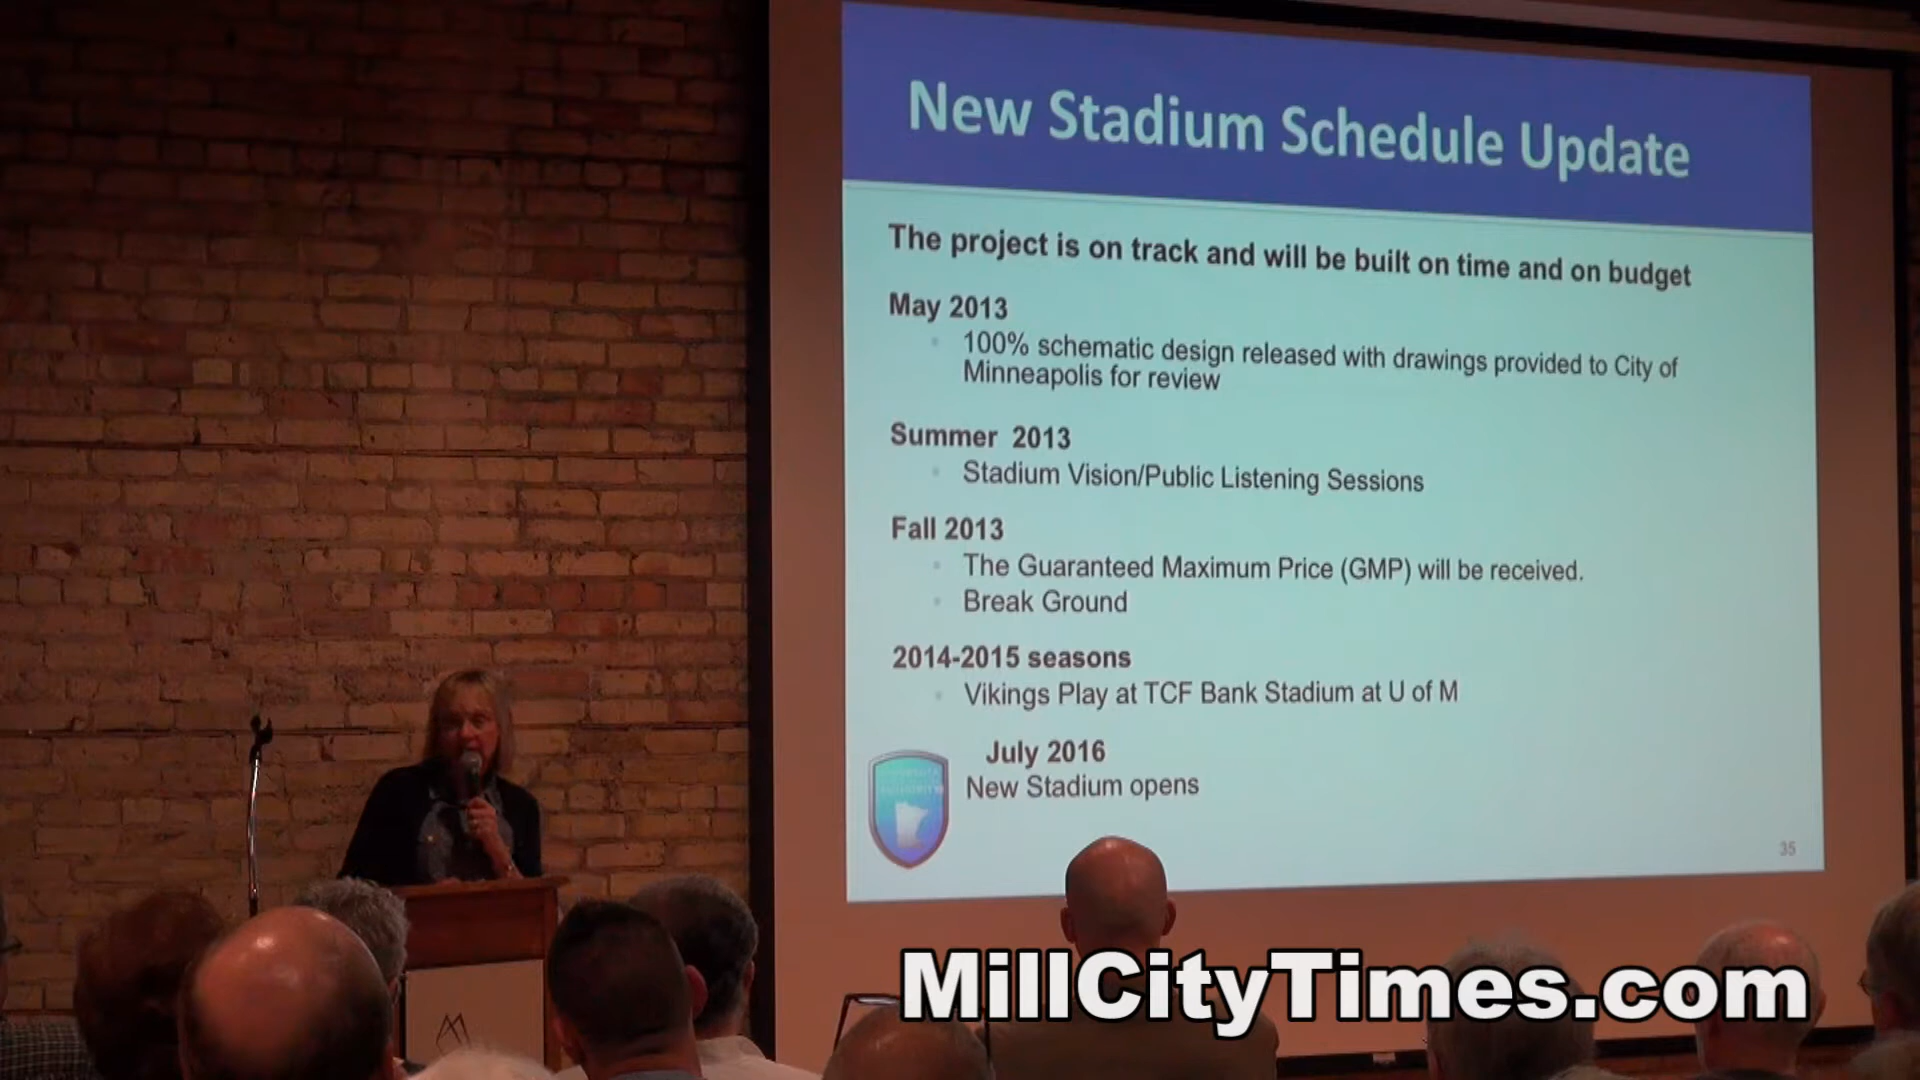 New Stadium Schedule Update
The project is on track and will be built on time and on budget
May 2013
100% schematic design released with drawings provided to City of
Minneapolis for review
Summer 2013
Stadium Vision/Public Listening Sessions
Fall 2013
The Guaranteed Maximum Price (GMP) will be received.
Break Ground
2014-2015 seasons
Vikings Play at TCF Bank Stadium at U of M
July 2016
New Stadium opens
35
MillCityTimes.com